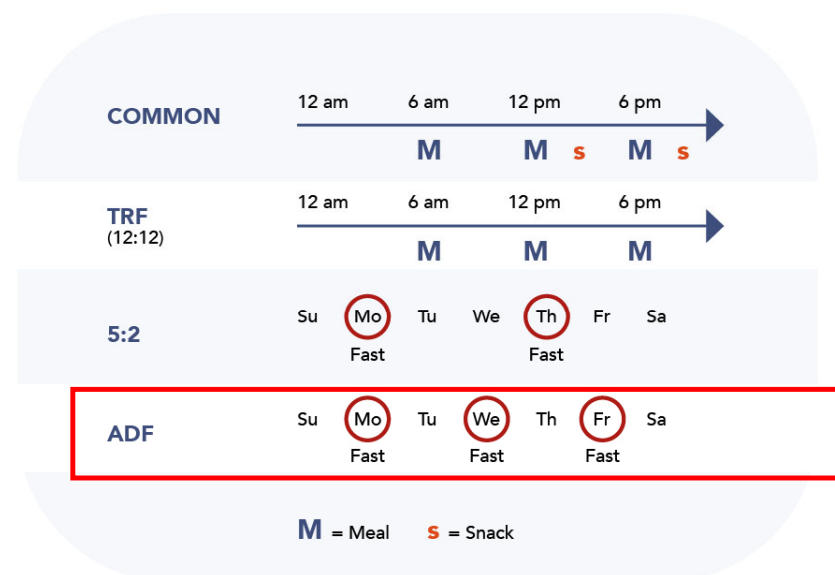 COMMON
12 am 6 am 12 pm 6 pm
M M s M s
TRF
(12:12)
12 am 6 am 12 pm 6 pm
M M M
5:2
Su Mo Tu We Th Fr Sa
Fast Fast
ADF
Su Mo Tu We Th Fr Sa
Fast Fast Fast
M = Meal s = Snack